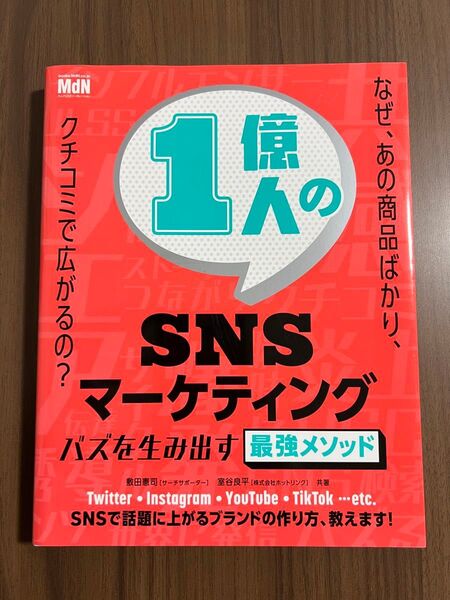 MdN
なぜ、あの商品ばかり、
クチコミで広がるの？
1億人の
SNS
マーケティング
バズを生み出す 最強メソッド
敷田憲司[サーチサポーター] 室谷良平[株式会社ホットリンク] 共著
Twitter・Instagram・YouTube・TikTok …etc.
SNSで話題に上がるブランドの作り方、教えます!